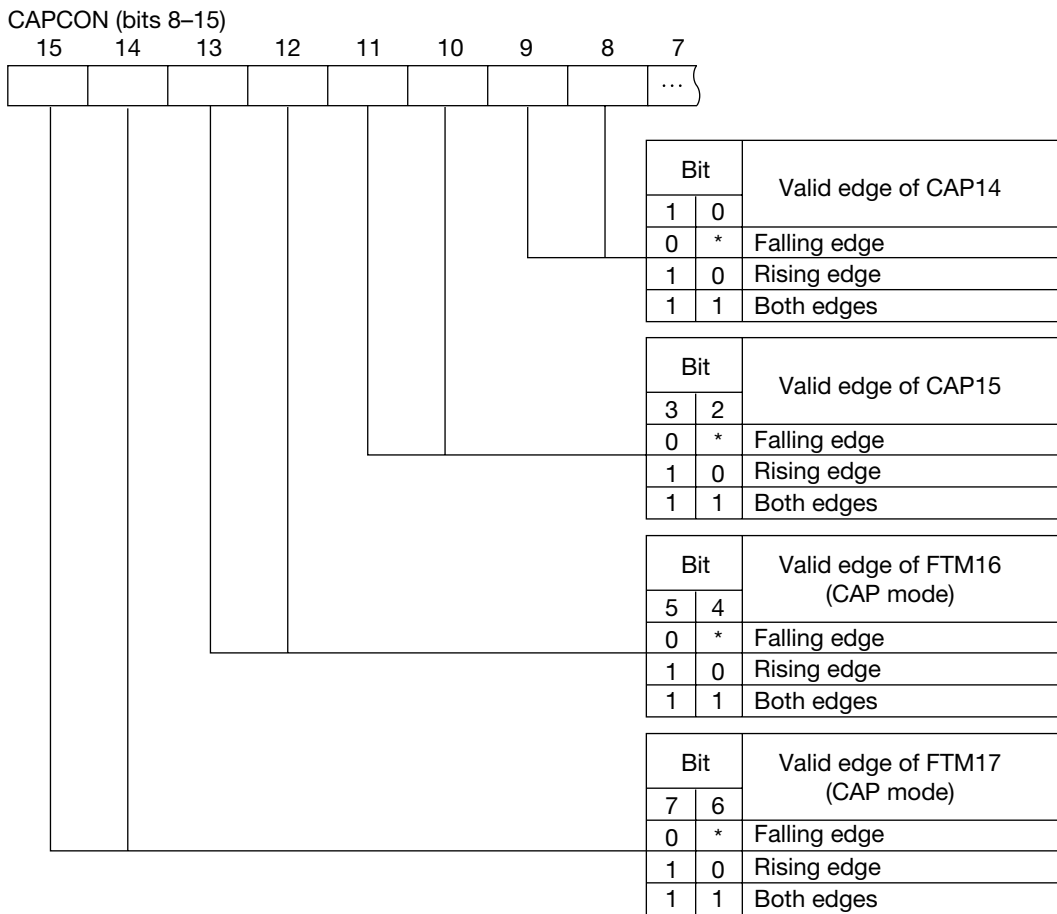 CAPCON (bits 8–15)
15 14 13 12 11 10 9 8 7
...
Bit Valid edge of CAP14
1 0
0 * Falling edge
1 0 Rising edge
1 1 Both edges
Bit Valid edge of CAP15
3 2
0 * Falling edge
1 0 Rising edge
1 1 Both edges
Bit Valid edge of FTM16
(CAP mode)
5 4
0 * Falling edge
1 0 Rising edge
1 1 Both edges
Bit Valid edge of FTM17
(CAP mode)
7 6
0 * Falling edge
1 0 Rising edge
1 1 Both edges